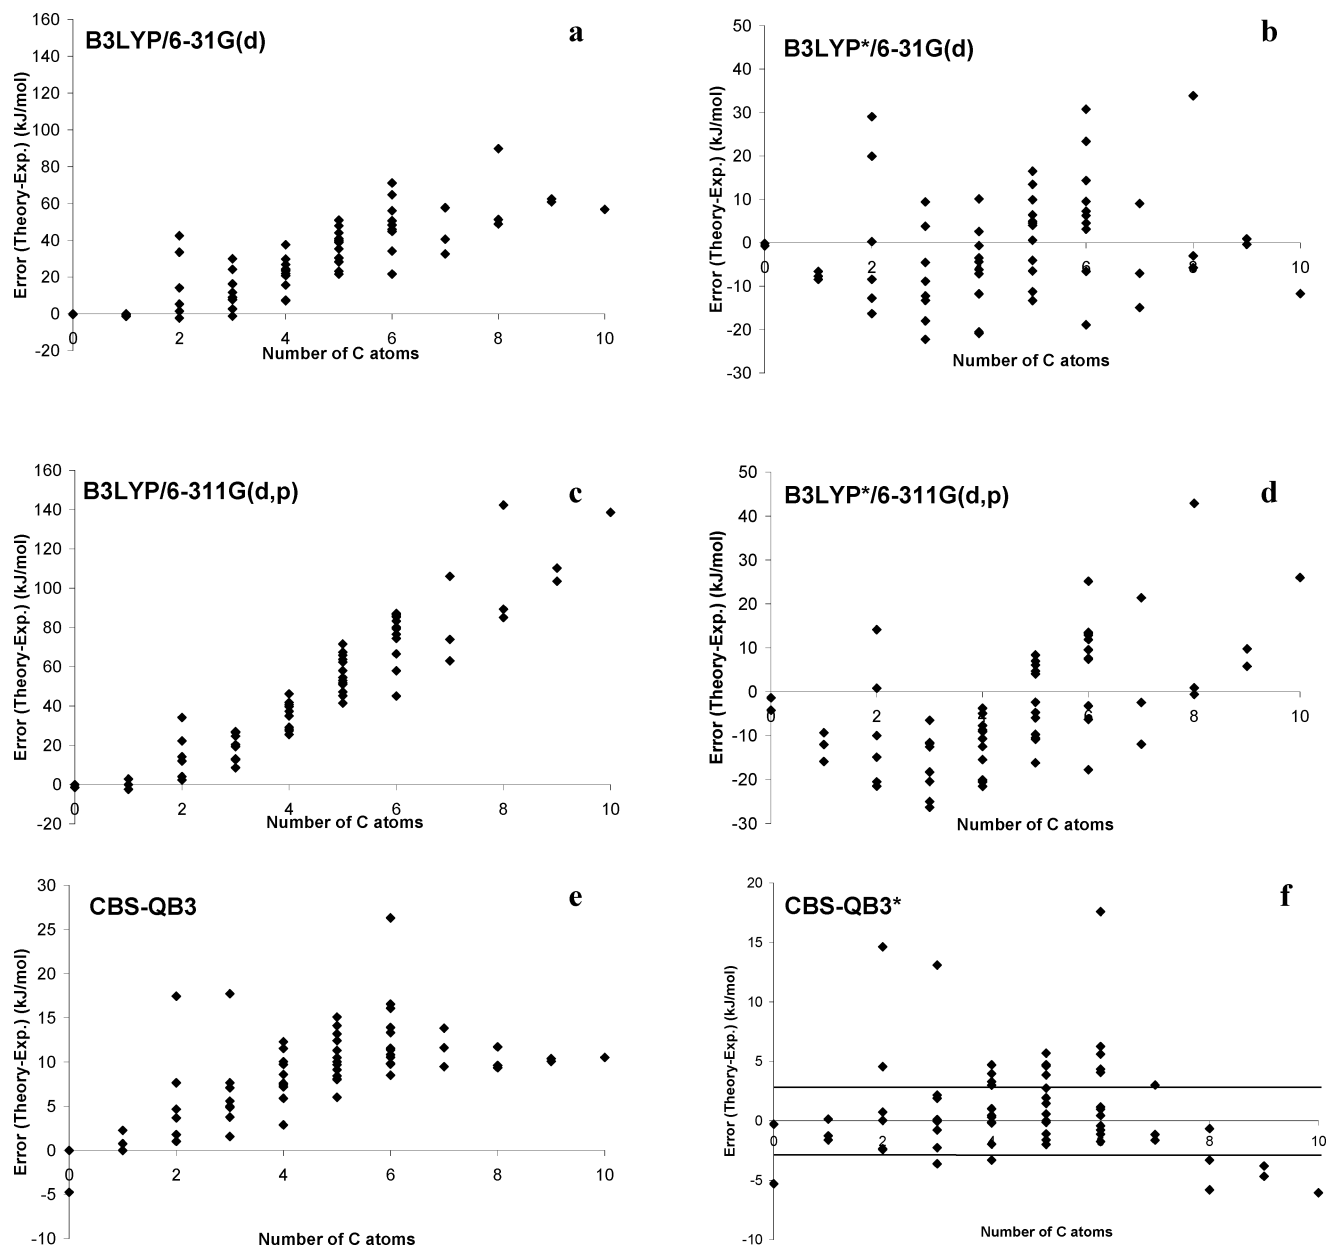 B3LYP/6-31G(d)
a
160
140
120
100
80
60
40
20
0
-20
0 2 4 6 8 10
Error (Theory-Exp.) (kJ/mol)
Number of C atoms
B3LYP*/6-31G(d)
b
50
40
30
20
10
0
-10
-20
-30
0 2 4 6 8 10
Error (Theory-Exp.) (kJ/mol)
Number of C atoms
B3LYP/6-311G(d,p)
c
160
140
120
100
80
60
40
20
0
-20
0 2 4 6 8 10
Error (Theory-Exp.) (kJ/mol)
Number of C atoms
B3LYP*/6-311G(d,p)
d
50
40
30
20
10
0
-10
-20
-30
0 2 4 6 8 10
Error (Theory-Exp.) (kJ/mol)
Number of C atoms
CBS-QB3
e
30
25
20
15
10
5
0
-5
-10
0 2 4 6 8 10
Error (Theory-Exp.) (kJ/mol)
Number of C atoms
CBS-QB3*
f
20
15
10
5
0
-5
-10
0 2 4 6 8 10
Error (Theory-Exp.) (kJ/mol)
Number of C atoms